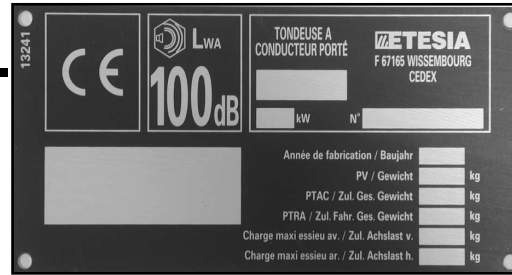 13241
CE
LWA
100dB
TONDEUSE A
CONDUCTEUR PORTÉ
ETESIA
F 67165 WISSEMBOURG
CEDEX
kW N°
Année de fabrication / Baujahr
PV / Gewicht kg
PTAC / Zul. Ges. Gewicht kg
PTRA / Zul. Fahr. Ges. Gewicht kg
Charge maxi essieu av. / Zul. Achslast v. kg
Charge maxi essieu ar. / Zul. Achslast h. kg